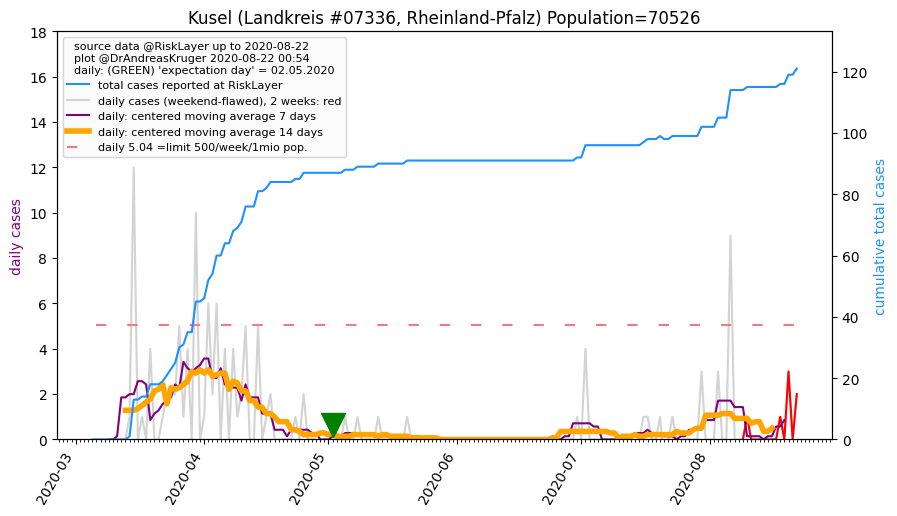 Kusel (Landkreis #07336, Rheinland-Pfalz) Population=70526
source data @RiskLayer up to 2020-08-22
plot @DrAndreasKruger 2020-08-22 00:54
daily: (GREEN) 'expectation day' = 02.05.2020
total cases reported at RiskLayer
daily cases (weekend-flawed), 2 weeks: red
daily: centered moving average 7 days
daily: centered moving average 14 days
daily 5.04 =limit 500/week/1mio pop.
daily cases
18
16
14
12
10
8
6
4
2
0
cumulative total cases
120
100
80
60
40
20
0
2020-03
2020-04
2020-05
2020-06
2020-07
2020-08